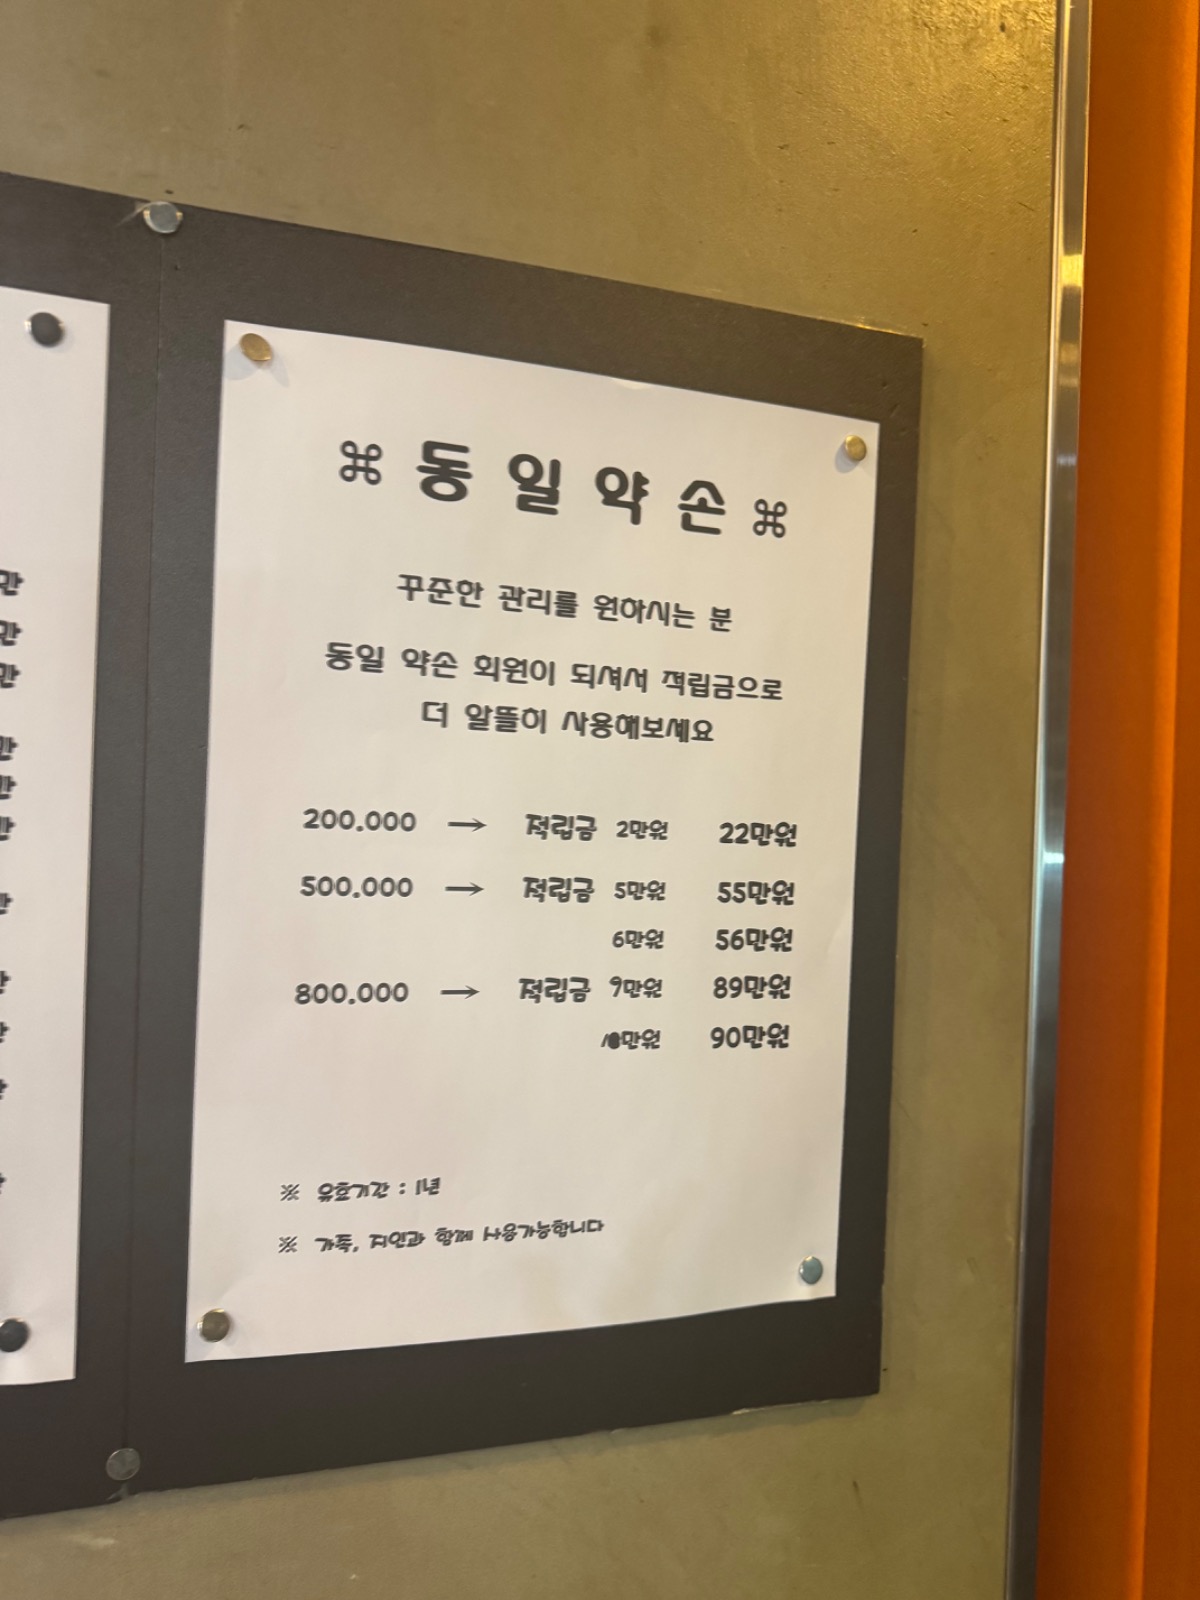 ⌘ 동 일 약 손 ⌘
꾸준한 관리를 원하시는 분
동일 약손 회원이 되셔서 적립금으로
더 알뜰히 사용해보세요
200.000 → 적립금 2만원 22만원
500.000 → 적립금 5만원 55만원
6만원 56만원
800.000 → 적립금 9만원 89만원
10만원 90만원
※ 유효기간 : 1년
※ 가족, 지인과 함께 사용가능합니다